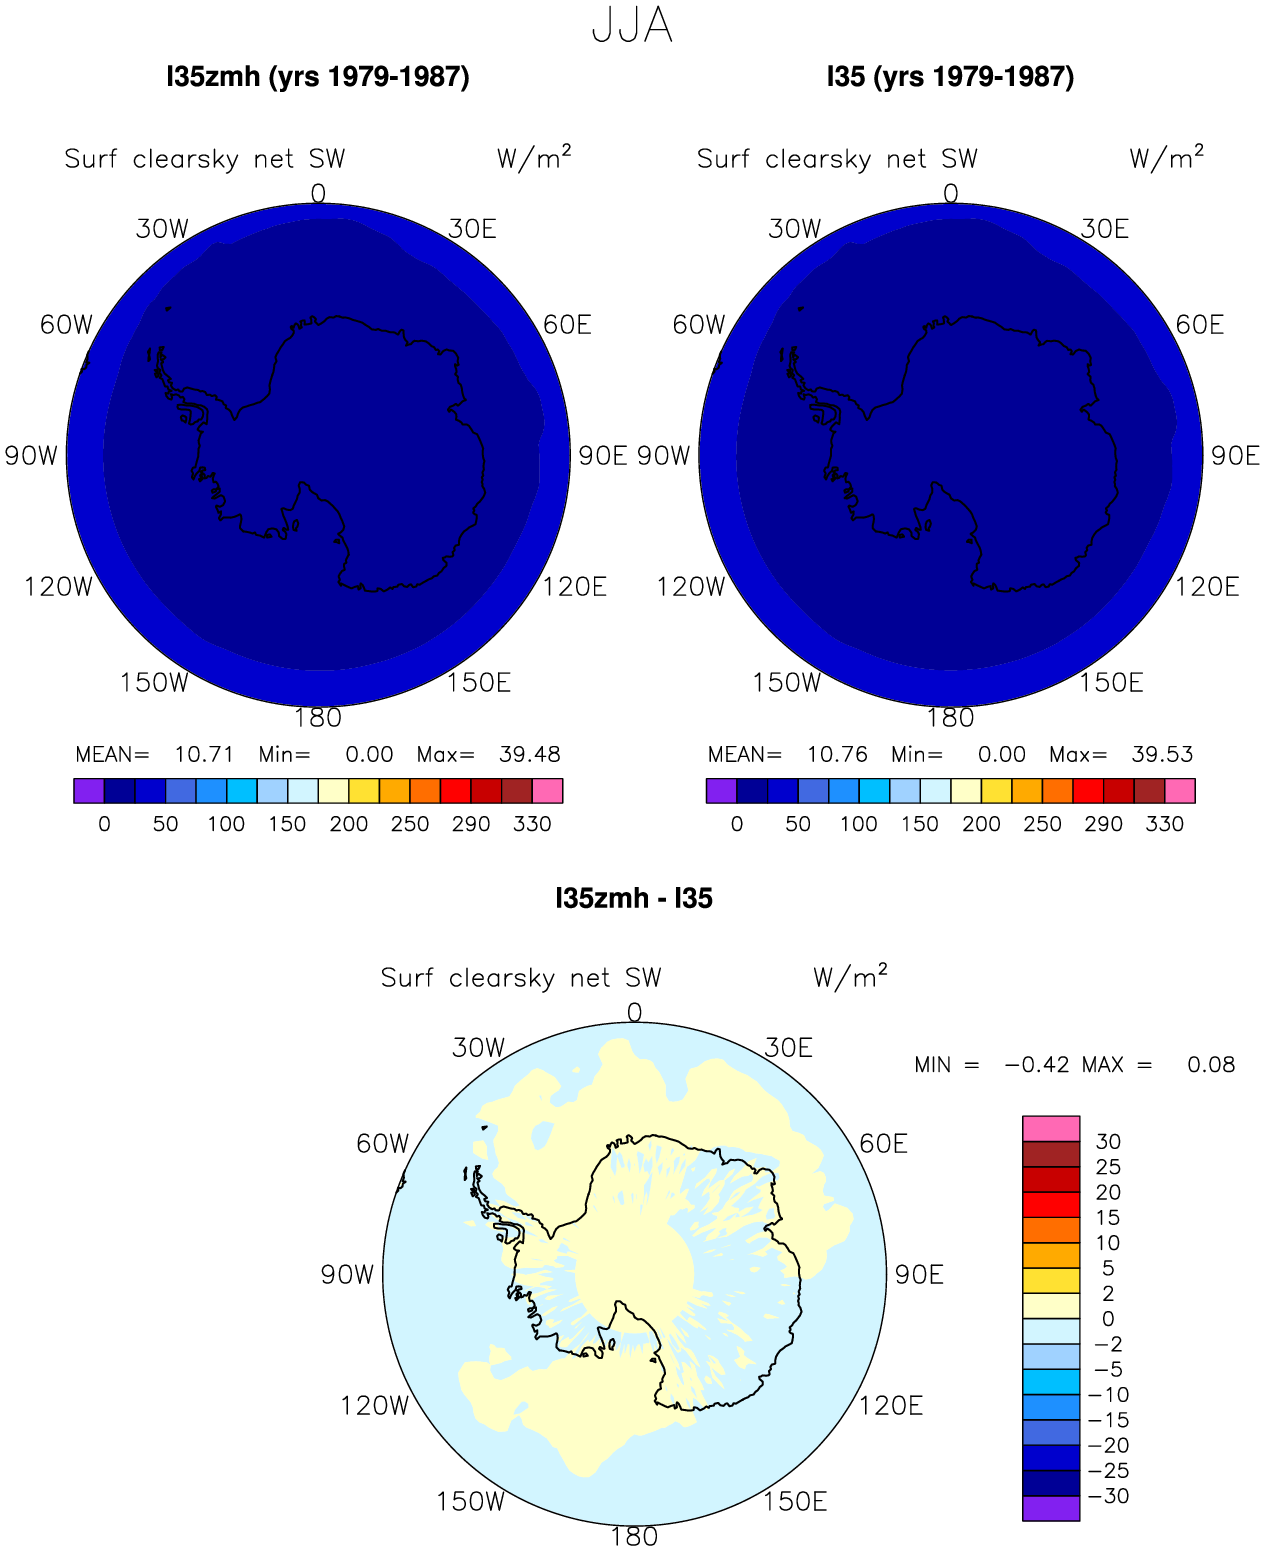 JJA
I35zmh (yrs 1979-1987) I35 (yrs 1979-1987)
Surf clearsky net SW W/m² Surf clearsky net SW W/m²
0 0
30W 30E 30W 30E
60W 60E 60W 60E
90W 90E 90W 90E
120W 120E 120W 120E
150W 150E 150W 150E
180 180
MEAN= 10.71 Min= 0.00 Max= 39.48 MEAN= 10.76 Min= 0.00 Max= 39.53
0 50 100 150 200 250 290 330 0 50 100 150 200 250 290 330
I35zmh - I35
Surf clearsky net SW W/m²
0
30W 30E
MIN = −0.42 MAX = 0.08
60W 60E
90W 90E
120W 120E
150W 150E
180
30
25
20
15
10
5
2
0
−2
−5
−10
−15
−20
−25
−30